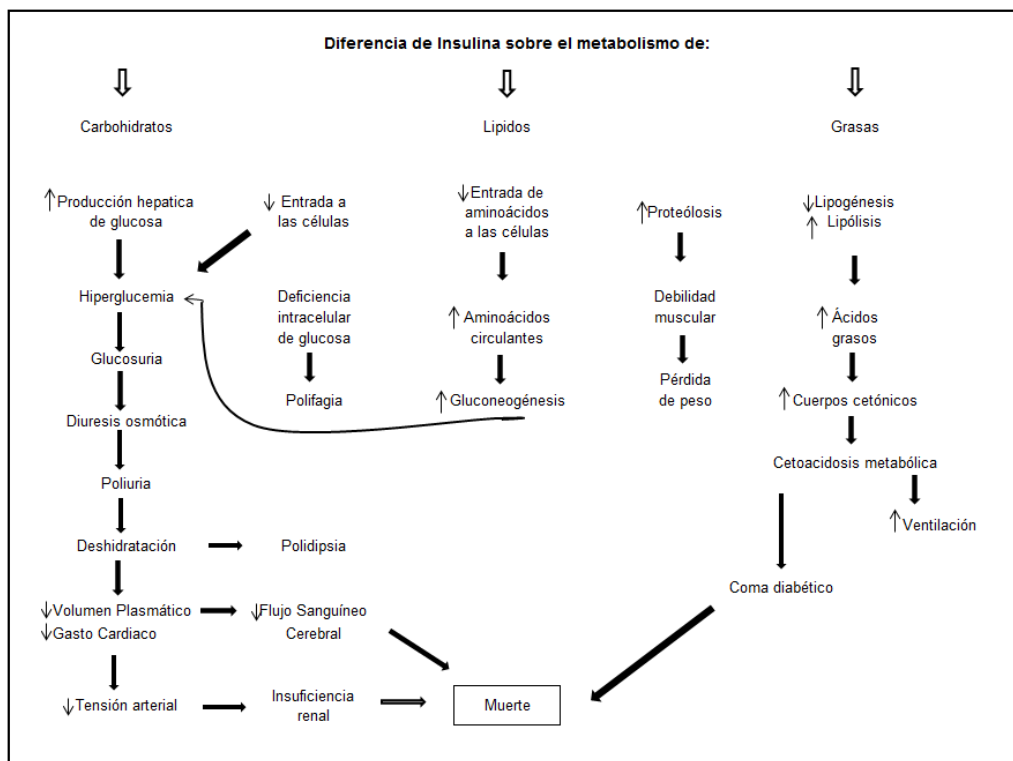 Diferencia de Insulina sobre el metabolismo de:
Carbohidratos
Lipidos
Grasas
↑Producción hepatica
de glucosa
↓ Entrada a
las células
↓Entrada de
aminoácidos
a las células
↑Proteólosis
↓Lipogénesis
↑ Lipólisis
Hiperglucemia
Deficiencia
intracelular
de glucosa
↑ Aminoácidos
circulantes
Debilidad
muscular
↑ Ácidos
grasos
Glucosuria
Polifagia
↑Gluconeogénesis
Pérdida
de peso
↑Cuerpos cetónicos
Diuresis osmótica
Cetoacidosis metabólica
Poliuria
↑Ventilación
Deshidratación
Polidipsia
Coma diabético
↓Volumen Plasmático
↓Gasto Cardiaco
↓Flujo Sanguíneo
Cerebral
↓Tensión arterial
Insuficiencia
renal
Muerte